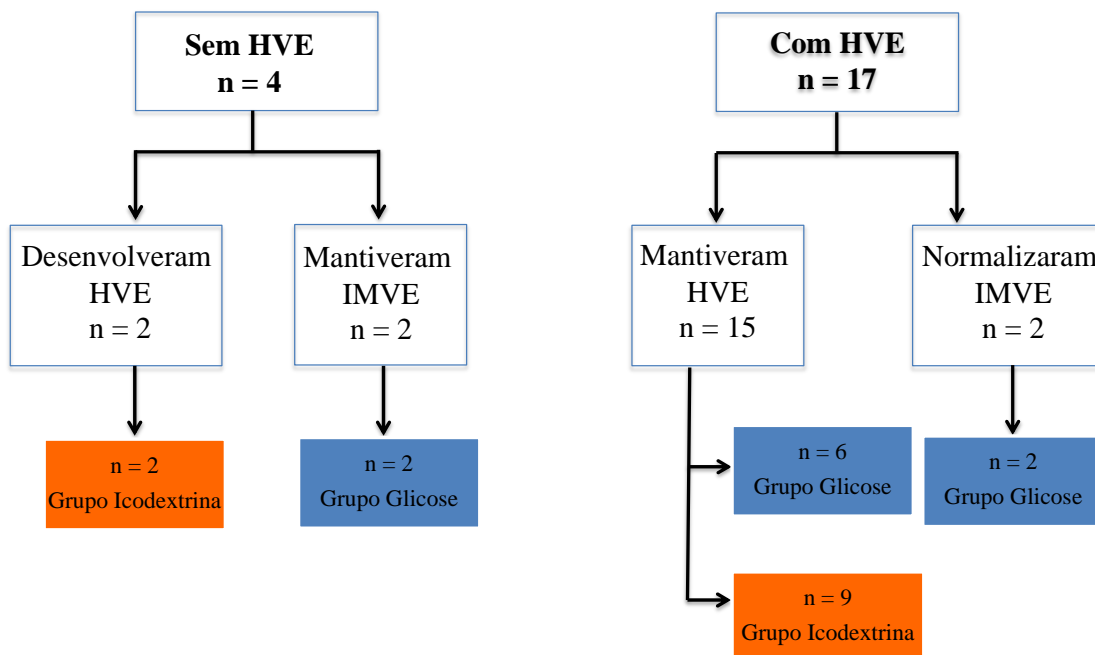 Sem HVE
n = 4
Com HVE
n = 17
Desenvolveram
HVE
n = 2
Mantiveram
IMVE
n = 2
Mantiveram
HVE
n = 15
Normalizaram
IMVE
n = 2
n = 2
Grupo Icodextrina
n = 2
Grupo Glicose
n = 6
Grupo Glicose
n = 2
Grupo Glicose
n = 9
Grupo Icodextrina